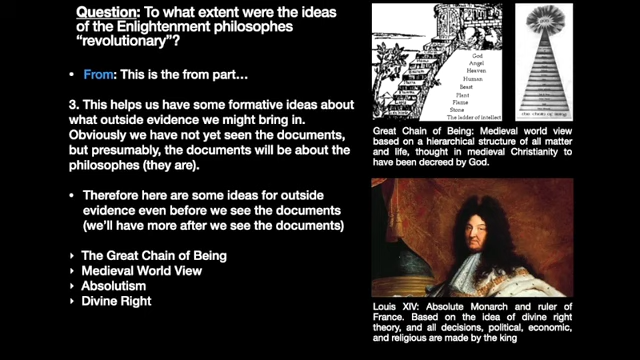 Question: To what extent were the ideas
of the Enlightenment philosophes
“revolutionary”?
• From: This is the from part…
3. This helps us have some formative ideas about
what outside evidence we might bring in.
Obviously we have not yet seen the documents,
but presumably, the documents will be about the
philosophes (they are).
• Therefore here are some ideas for outside
evidence even before we see the documents
(we’ll have more after we see the documents)
‣ The Great Chain of Being
‣ Medieval World View
‣ Absolutism
‣ Divine Right
God
Angel
Heaven
Human
Beast
Plant
Flame
Stone
The ladder of intellect
Great Chain of Being: Medieval world view
based on a hierarchical structure of all matter
and life, thought in medieval Christianity to
have been decreed by God.
Louis XIV: Absolute Monarch and ruler of
France. Based on the idea of divine right
theory, and all decisions, political, economic,
and religious are made by the king